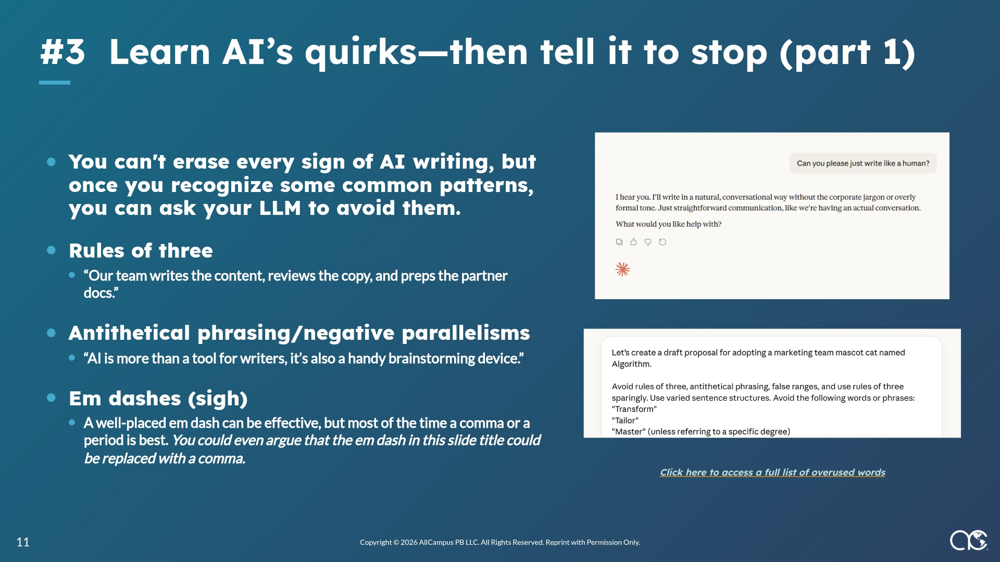 #3 Learn AI’s quirks—then tell it to stop (part 1)
You can't erase every sign of AI writing, but
once you recognize some common patterns,
you can ask your LLM to avoid them.
Rules of three
“Our team writes the content, reviews the copy, and preps the partner
docs.”
Antithetical phrasing/negative parallelisms
“AI is more than a tool for writers, it’s also a handy brainstorming device.”
Em dashes (sigh)
A well-placed em dash can be effective, but most of the time a comma or a
period is best. You could even argue that the em dash in this slide title could
be replaced with a comma.
Can you please just write like a human?
I hear you. I'll write in a natural, conversational way without the corporate jargon or overly
formal tone. Just straightforward communication, like we're having an actual conversation.
What would you like help with?
Let's create a draft proposal for adopting a marketing team mascot cat named
Algorithm.
Avoid rules of three, antithetical phrasing, false ranges, and use rules of three
sparingly. Use varied sentence structures. Avoid the following words or phrases:
"Transform"
"Tailor"
"Master" (unless referring to a specific degree)
Click here to access a full list of overused words
11
Copyright © 2026 AllCampus PB LLC. All Rights Reserved. Reprint with Permission Only.
ac